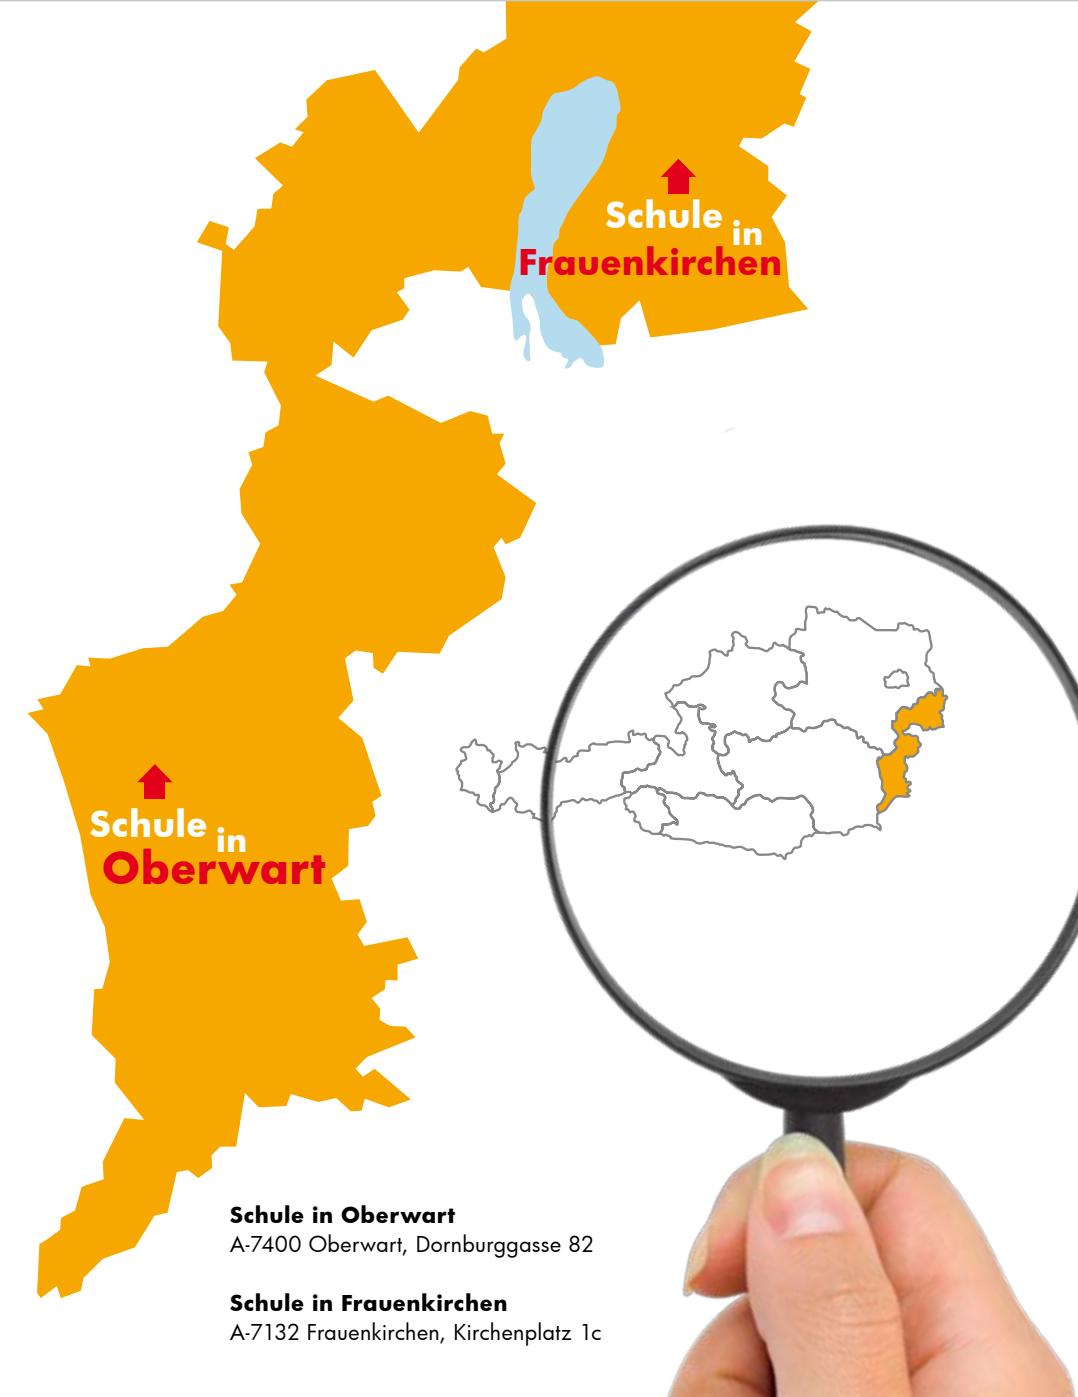 Schule in
Frauenkirchen
Schule in
Oberwart
Schule in Oberwart
A-7400 Oberwart, Dornburggasse 82
Schule in Frauenkirchen
A-7132 Frauenkirchen, Kirchenplatz 1c